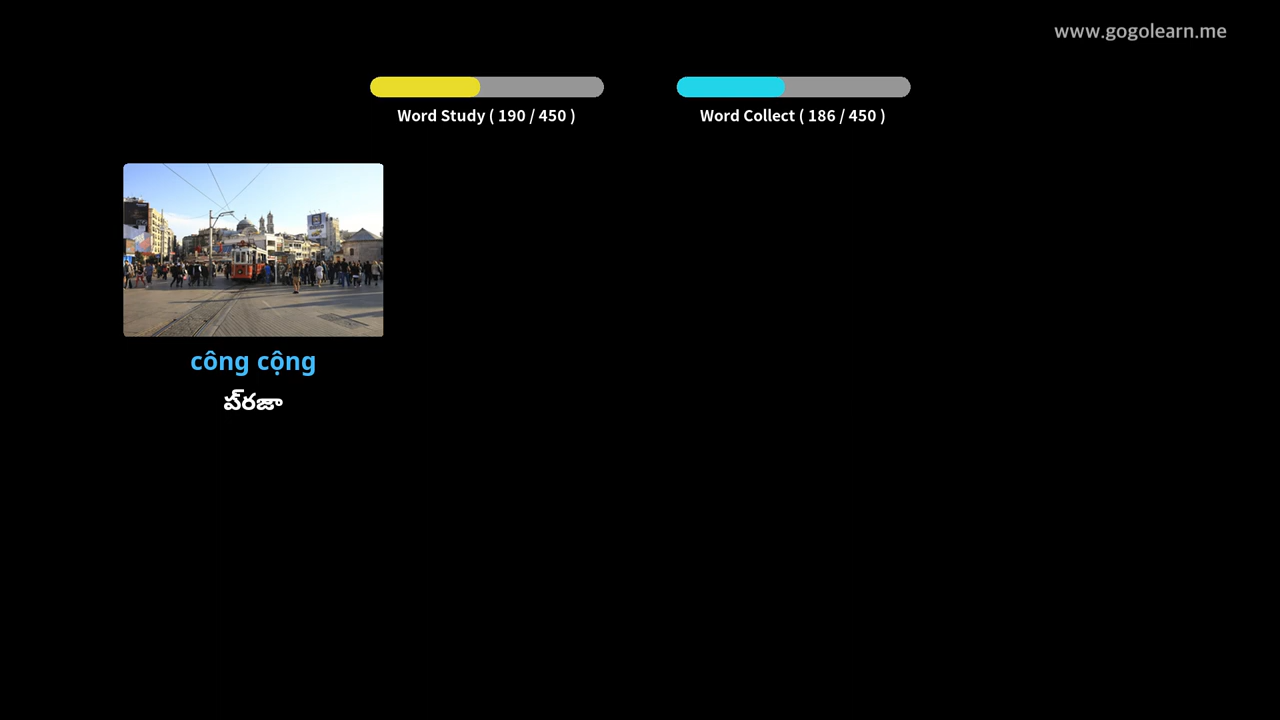 www.gogolearn.me
Word Study ( 190 / 450 )
Word Collect ( 186 / 450 )
công cộng
ప్‌రజా